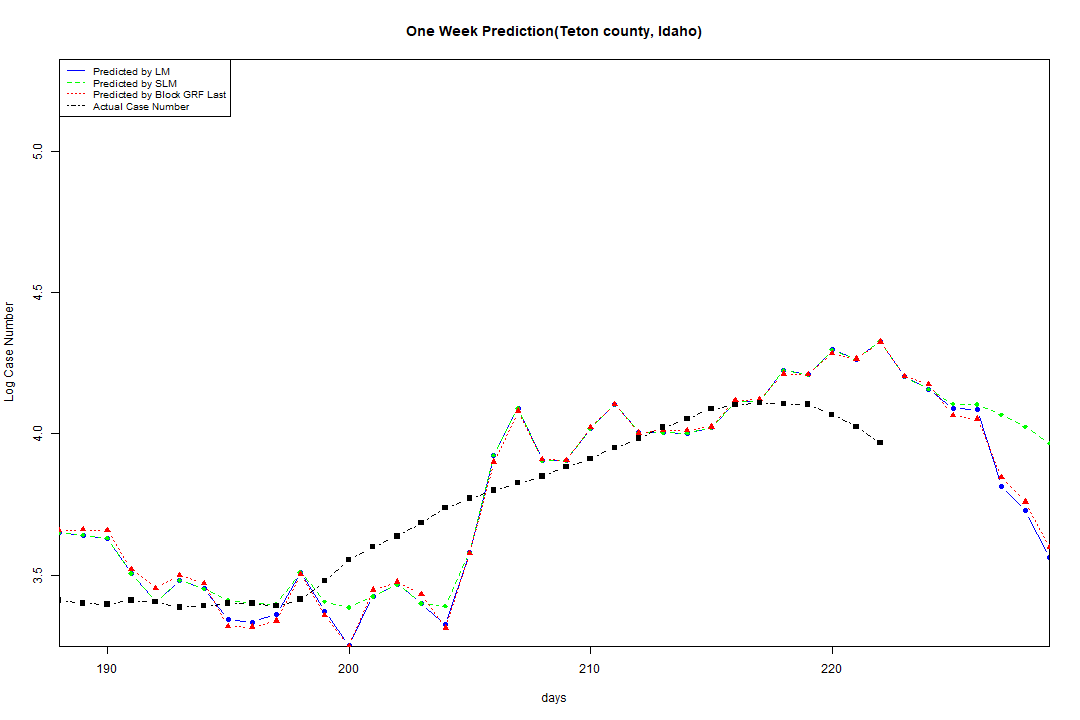 One Week Prediction(Teton county, Idaho)
Predicted by LM
Predicted by SLM
Predicted by Block GRF Last
Actual Case Number
5.0
4.5
4.0
3.5
Log Case Number
190 200 210 220
days